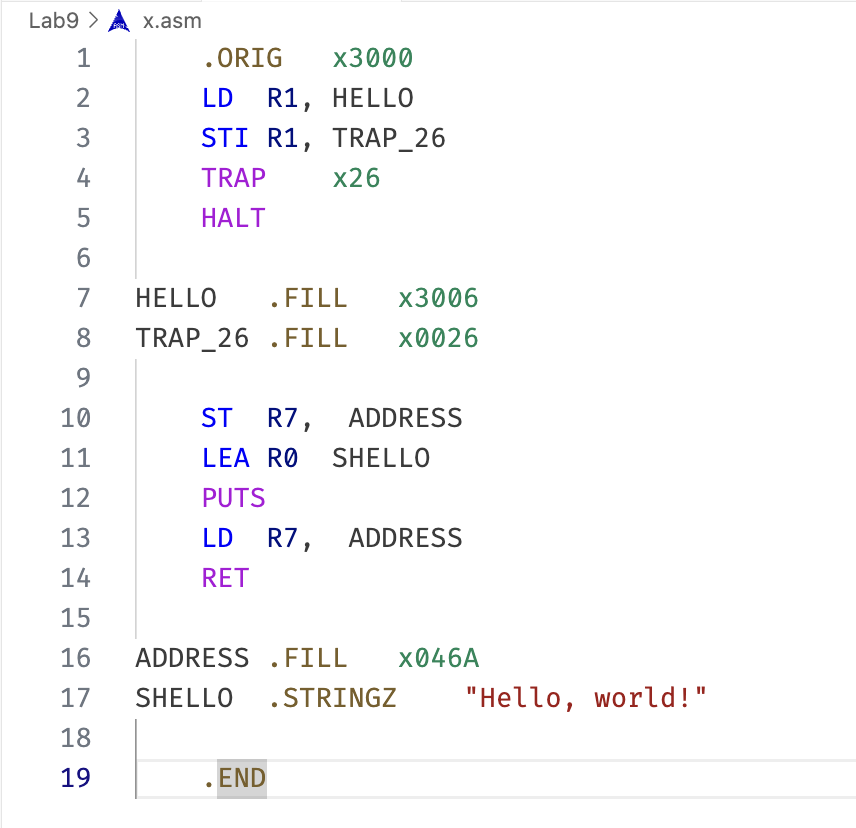 Lab9 > x.asm
1 .ORIG x3000
2 LD R1, HELLO
3 STI R1, TRAP_26
4 TRAP x26
5 HALT
6
7 HELLO .FILL x3006
8 TRAP_26 .FILL x0026
9
10 ST R7, ADDRESS
11 LEA R0 SHELLO
12 PUTS
13 LD R7, ADDRESS
14 RET
15
16 ADDRESS .FILL x046A
17 SHELLO .STRINGZ "Hello, world!"
18
19 .END